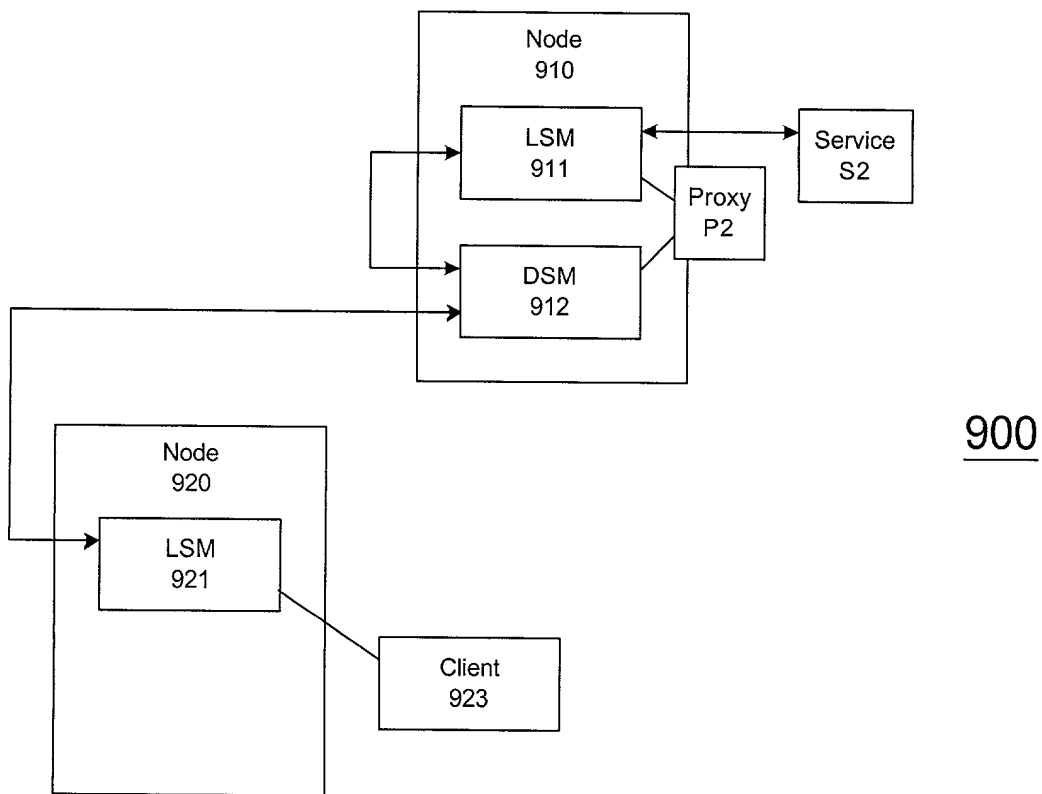 Node
910
LSM
911
Service
S2
Proxy
P2
DSM
912
900
Node
920
LSM
921
Client
923